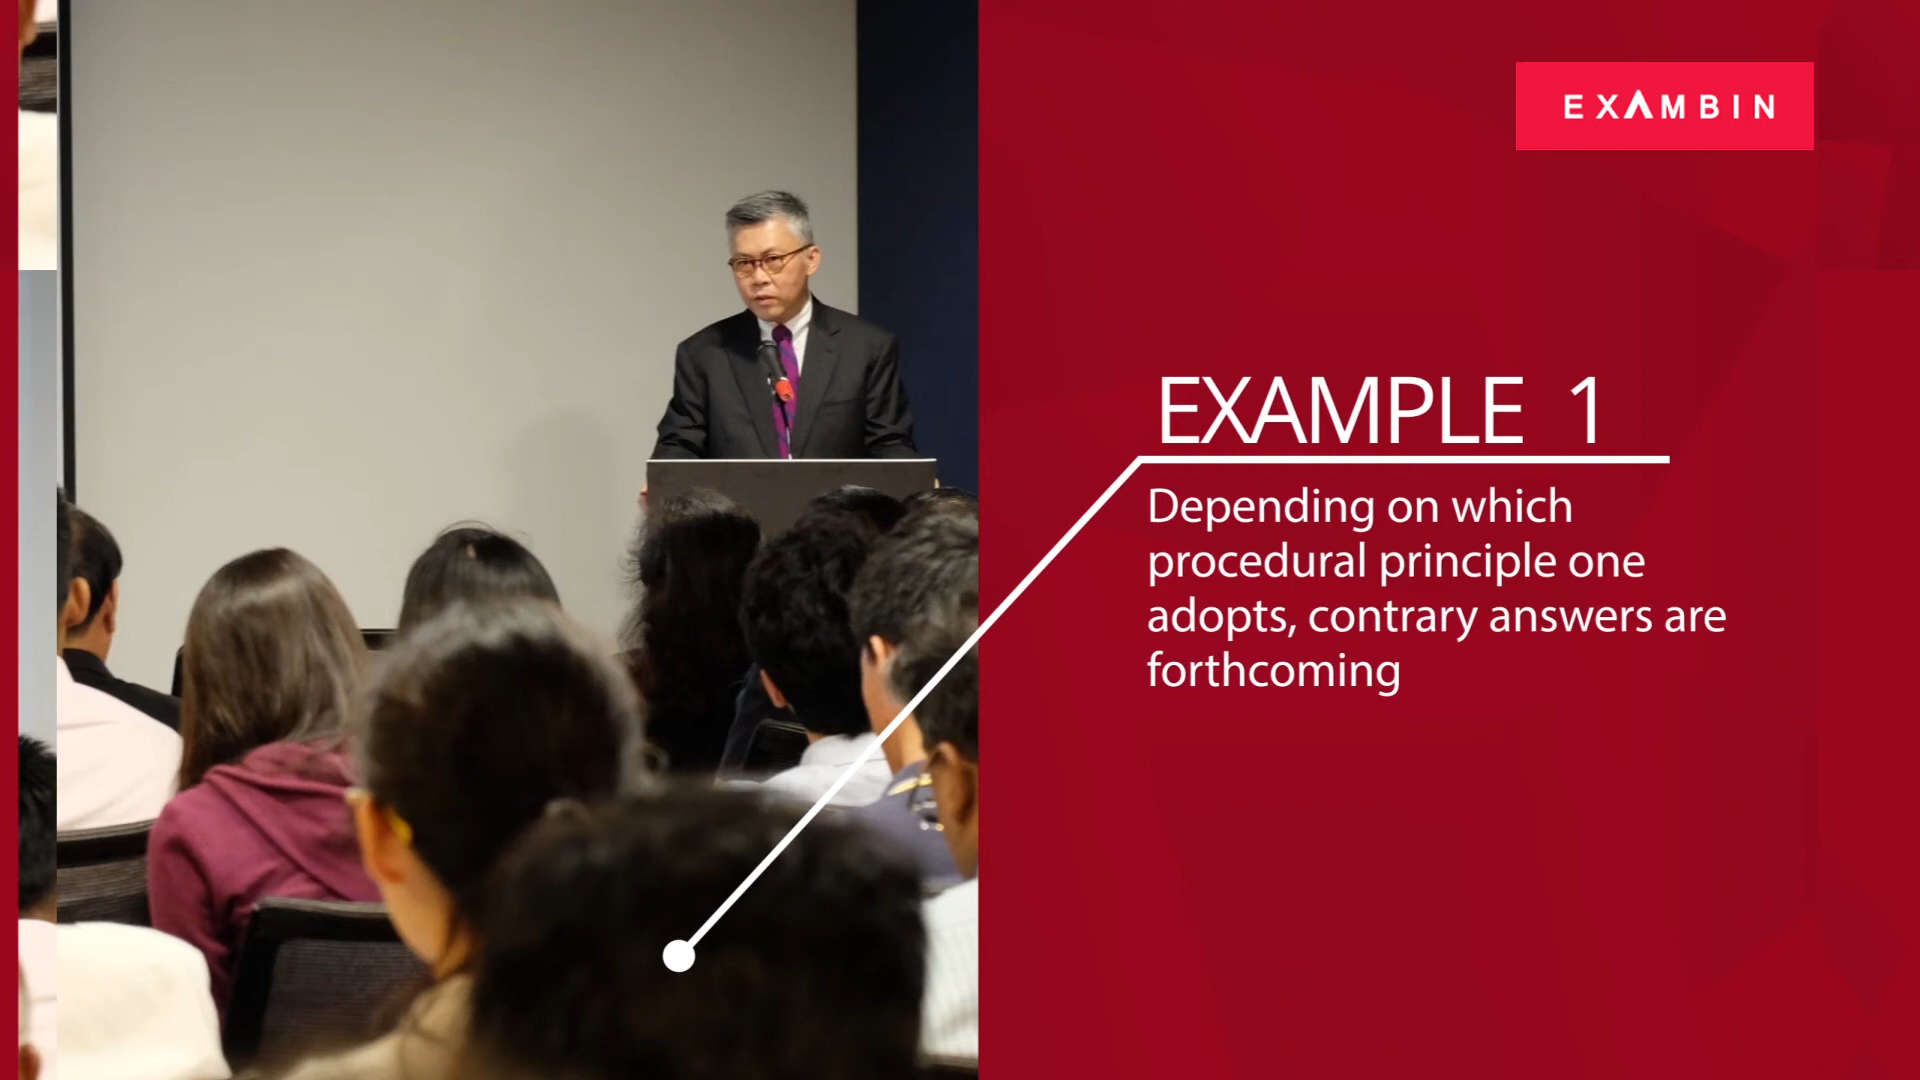 EXAMBIN
EXAMPLE 1
Depending on which
procedural principle one
adopts, contrary answers are
forthcoming